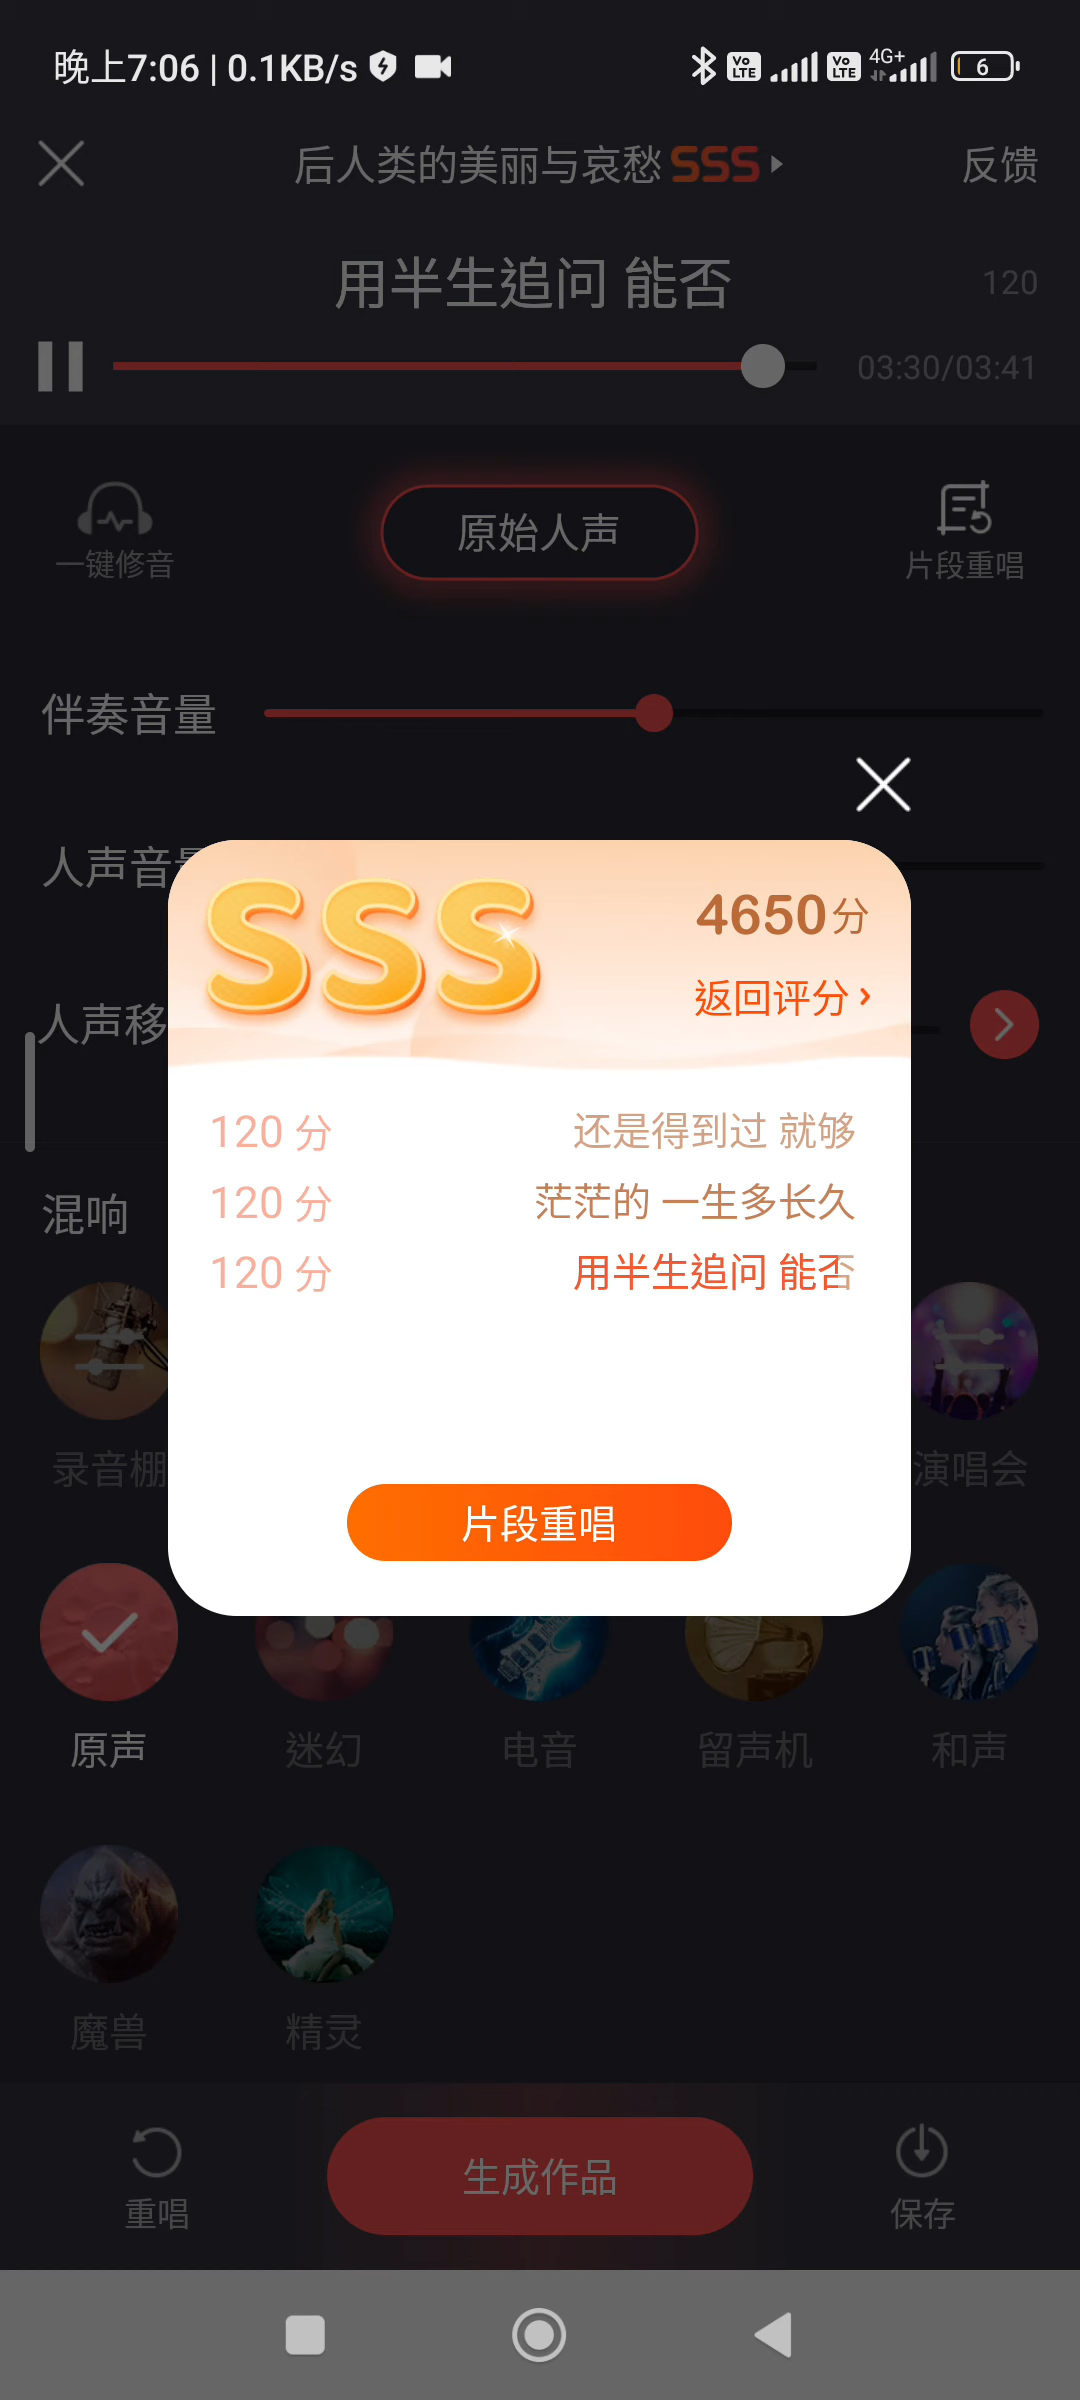 晚上7:06 | 0.1KB/s
Vo LTE Vo LTE 4G+ 6
后人类的美丽与哀愁 SSS 反馈
用半生追问 能否 120
03:30/03:41
一键修音 原始人声 片段重唱
伴奏音量
人声音
SSS 4650分
返回评分
人声移
120 分 还是得到过 就够
120 分 茫茫的 一生多长久
120 分 用半生追问 能否
混响
录音棚 演唱会
片段重唱
原声 迷幻 电音 留声机 和声
魔兽 精灵
重唱 生成作品 保存